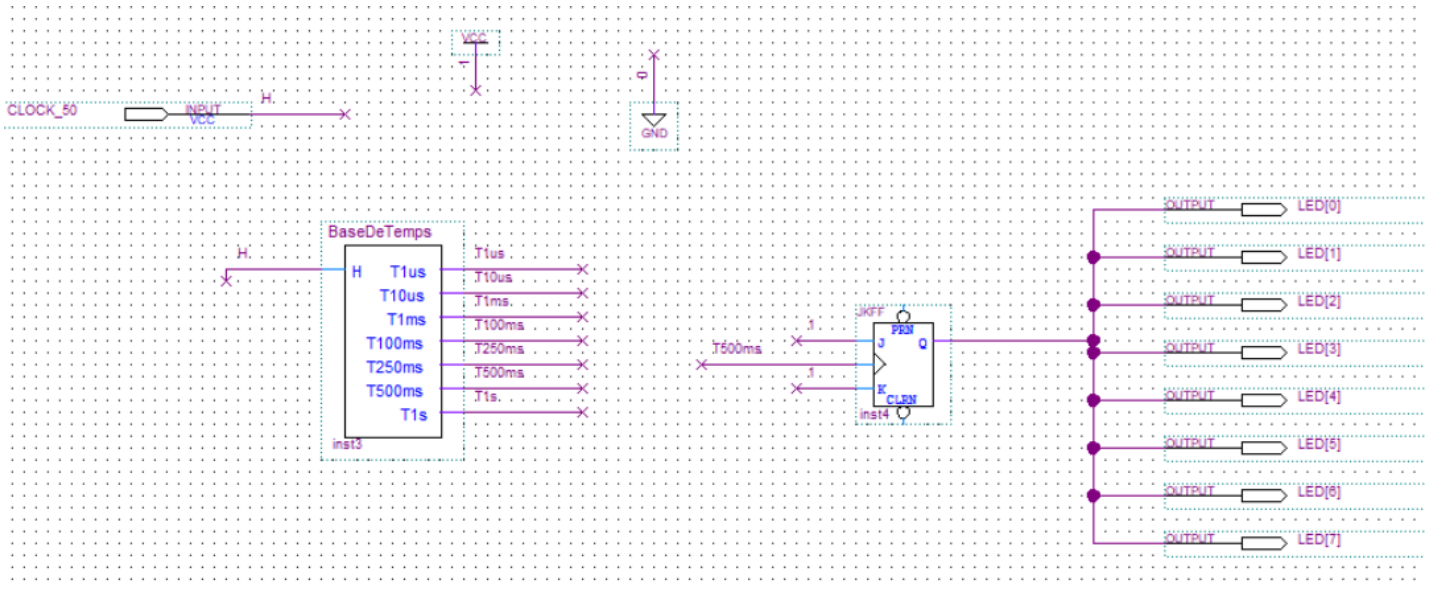 VCC
1
0
GND
CLOCK_50
INPUT
VCC
H.
BaseDeTemps
H.
H
T1us
T10us
T1ms
T100ms
T250ms
T500ms
T1s
T1us
T10us
T1ms.
T100ms
T250ms
T500ms
T1s.
inst3
JKFF
PRN
J
Q
K
CLRN
inst4
1
T500ms
1
OUTPUT LED[0]
OUTPUT LED[1]
OUTPUT LED[2]
OUTPUT LED[3]
OUTPUT LED[4]
OUTPUT LED[5]
OUTPUT LED[6]
OUTPUT LED[7]